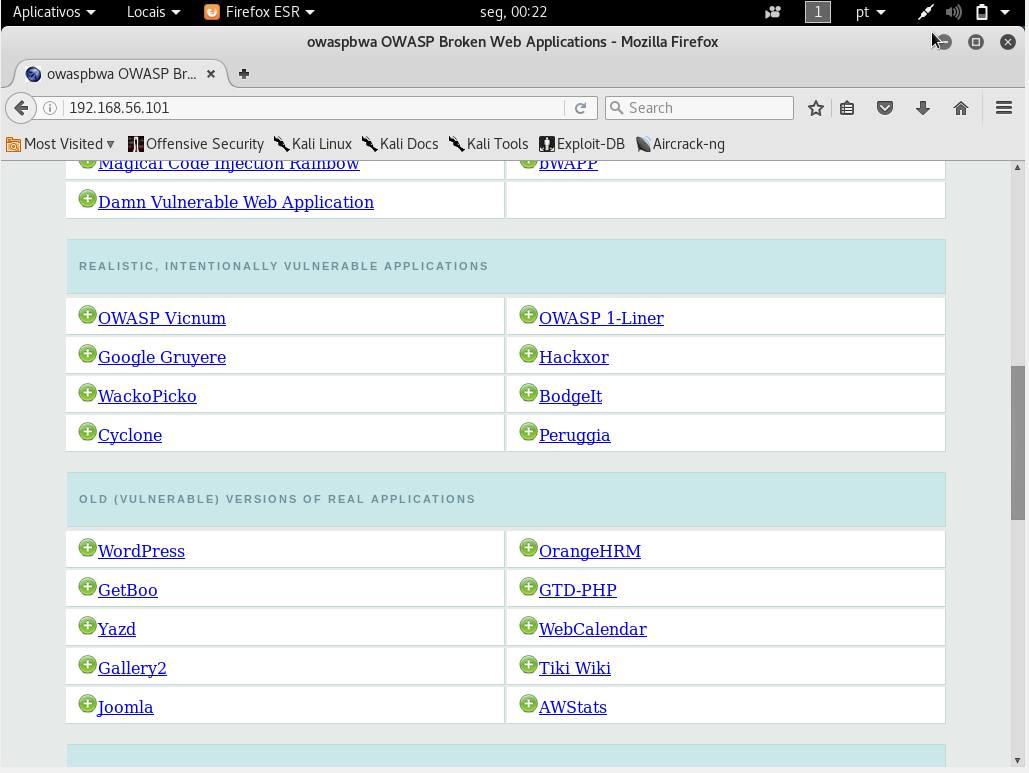 Aplicativos Locais Firefox ESR seg, 00:22 1 pt
owaspbwa OWASP Broken Web Applications - Mozilla Firefox
owaspbwa OWASP Br...
192.168.56.101 Search
Most Visited Offensive Security Kali Linux Kali Docs Kali Tools Exploit-DB Aircrack-ng
Magical Code Injection Rainbow bWAPP
Damn Vulnerable Web Application
REALISTIC, INTENTIONALLY VULNERABLE APPLICATIONS
OWASP Vicnum OWASP 1-Liner
Google Gruyere Hackxor
WackoPicko BodgeIt
Cyclone Peruggia
OLD (VULNERABLE) VERSIONS OF REAL APPLICATIONS
WordPress OrangeHRM
GetBoo GTD-PHP
Yazd WebCalendar
Gallery2 Tiki Wiki
Joomla AWStats